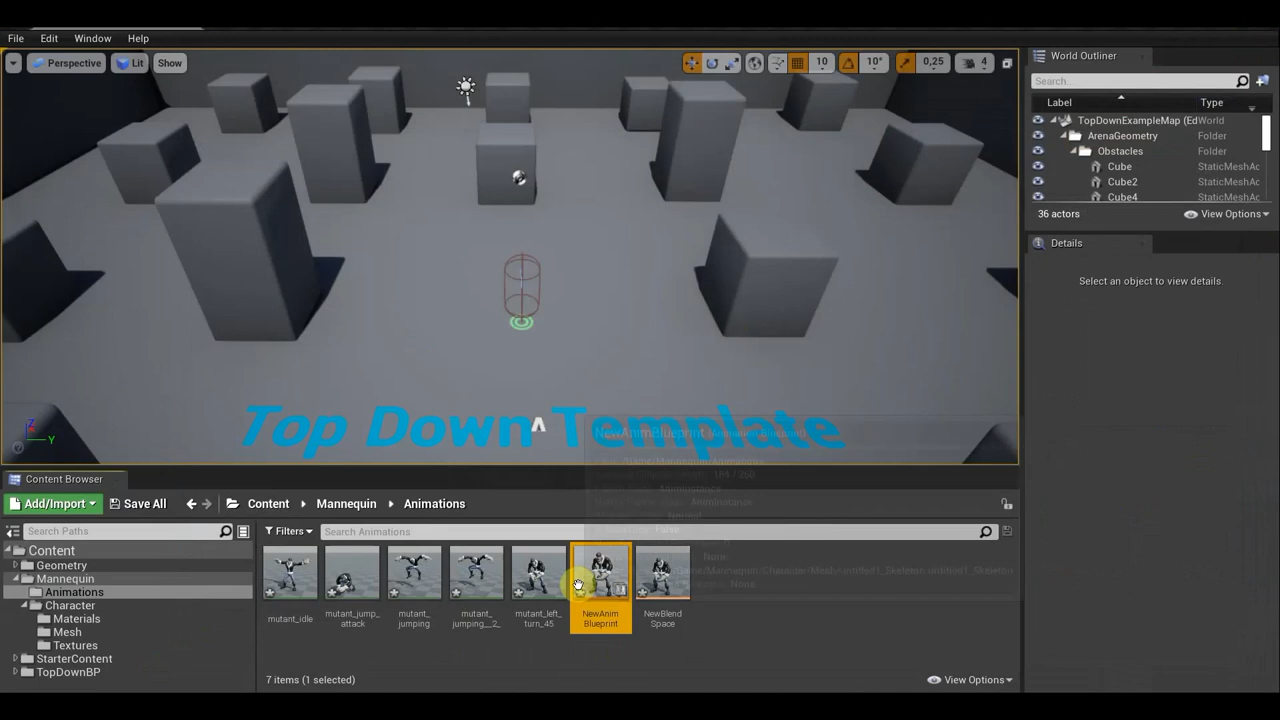 File Edit Window Help
Perspective Lit Show 10 10° 0,25 4
World Outliner
Search...
Label Type
TopDownExampleMap (Ed World
ArenaGeometry Folder
Obstacles Folder
Cube StaticMeshAc
Cube2 StaticMeshAc
Cube4 StaticMeshAc
36 actors View Options
Details
Select an object to view details.
Top Down Template
Z
Y
Content Browser
Add/Import Save All Content Mannequin Animations
Search Paths Filters Search Animations
Content
Geometry
Mannequin
Animations
Character
Materials
Mesh
Textures
StarterContent
TopDownBP
mutant_idle
mutant_jump_
attack
mutant_
jumping
mutant_
jumping__2_
mutant_left_
turn_45
NewAnim
Blueprint
NewBlend
Space
7 items (1 selected) View Options